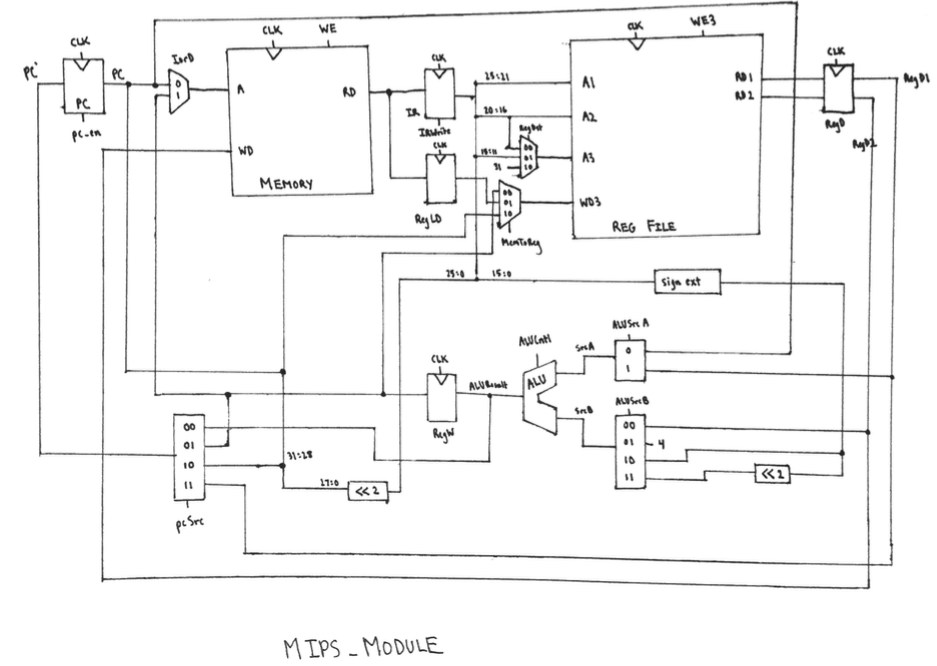 CLK
WE3
CLK
WE
CLK
CLK
CLK
PC'
PC
IorD
0
1
A
RD
A1
25:21
RD1
RegD1
RD2
PC
pc_en
IR
IRWrite
20:16
A2
RegD
RegD2
CLK
RegDst
00
01
10
15:11
31
A3
WD
MEMORY
RegLD
00
01
10
WD3
MemToReg
REG FILE
25:0
15:0
sign ext
ALUSrcA
0
1
ALUCntl
SrcA
CLK
ALUResult
ALU
RegW
SrcB
ALUSrcB
00
01
4
10
11
<<2
00
01
10
11
31:28
27:0
<<2
pcSrc
MIPS_MODULE